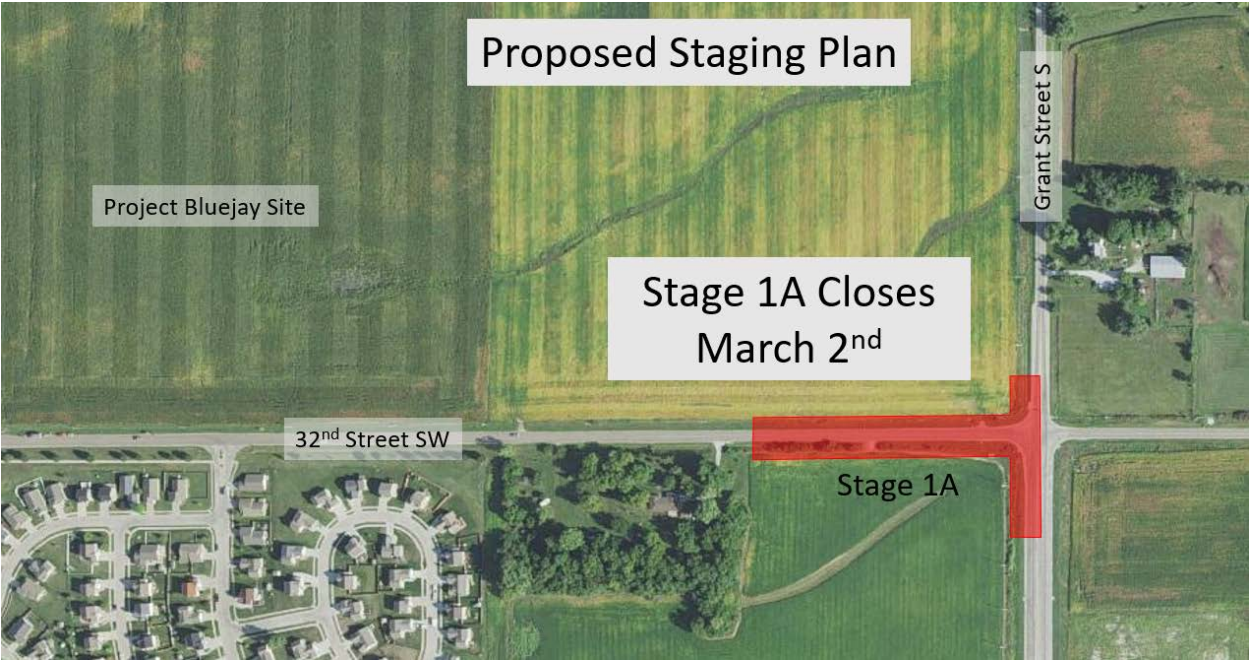 Proposed Staging Plan
Grant Street S
Project Bluejay Site
Stage 1A Closes
March 2nd
32nd Street SW
Stage 1A